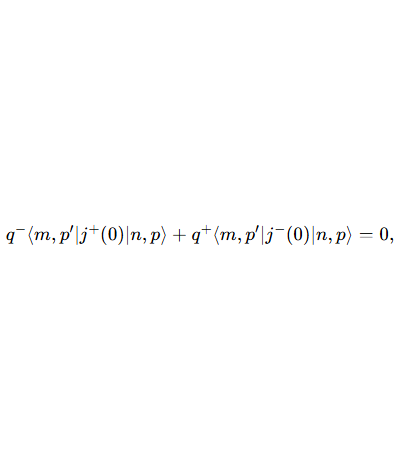 q⁻⟨m, p′|j⁺(0)|n, p⟩ + q⁺⟨m, p′|j⁻(0)|n, p⟩ = 0,